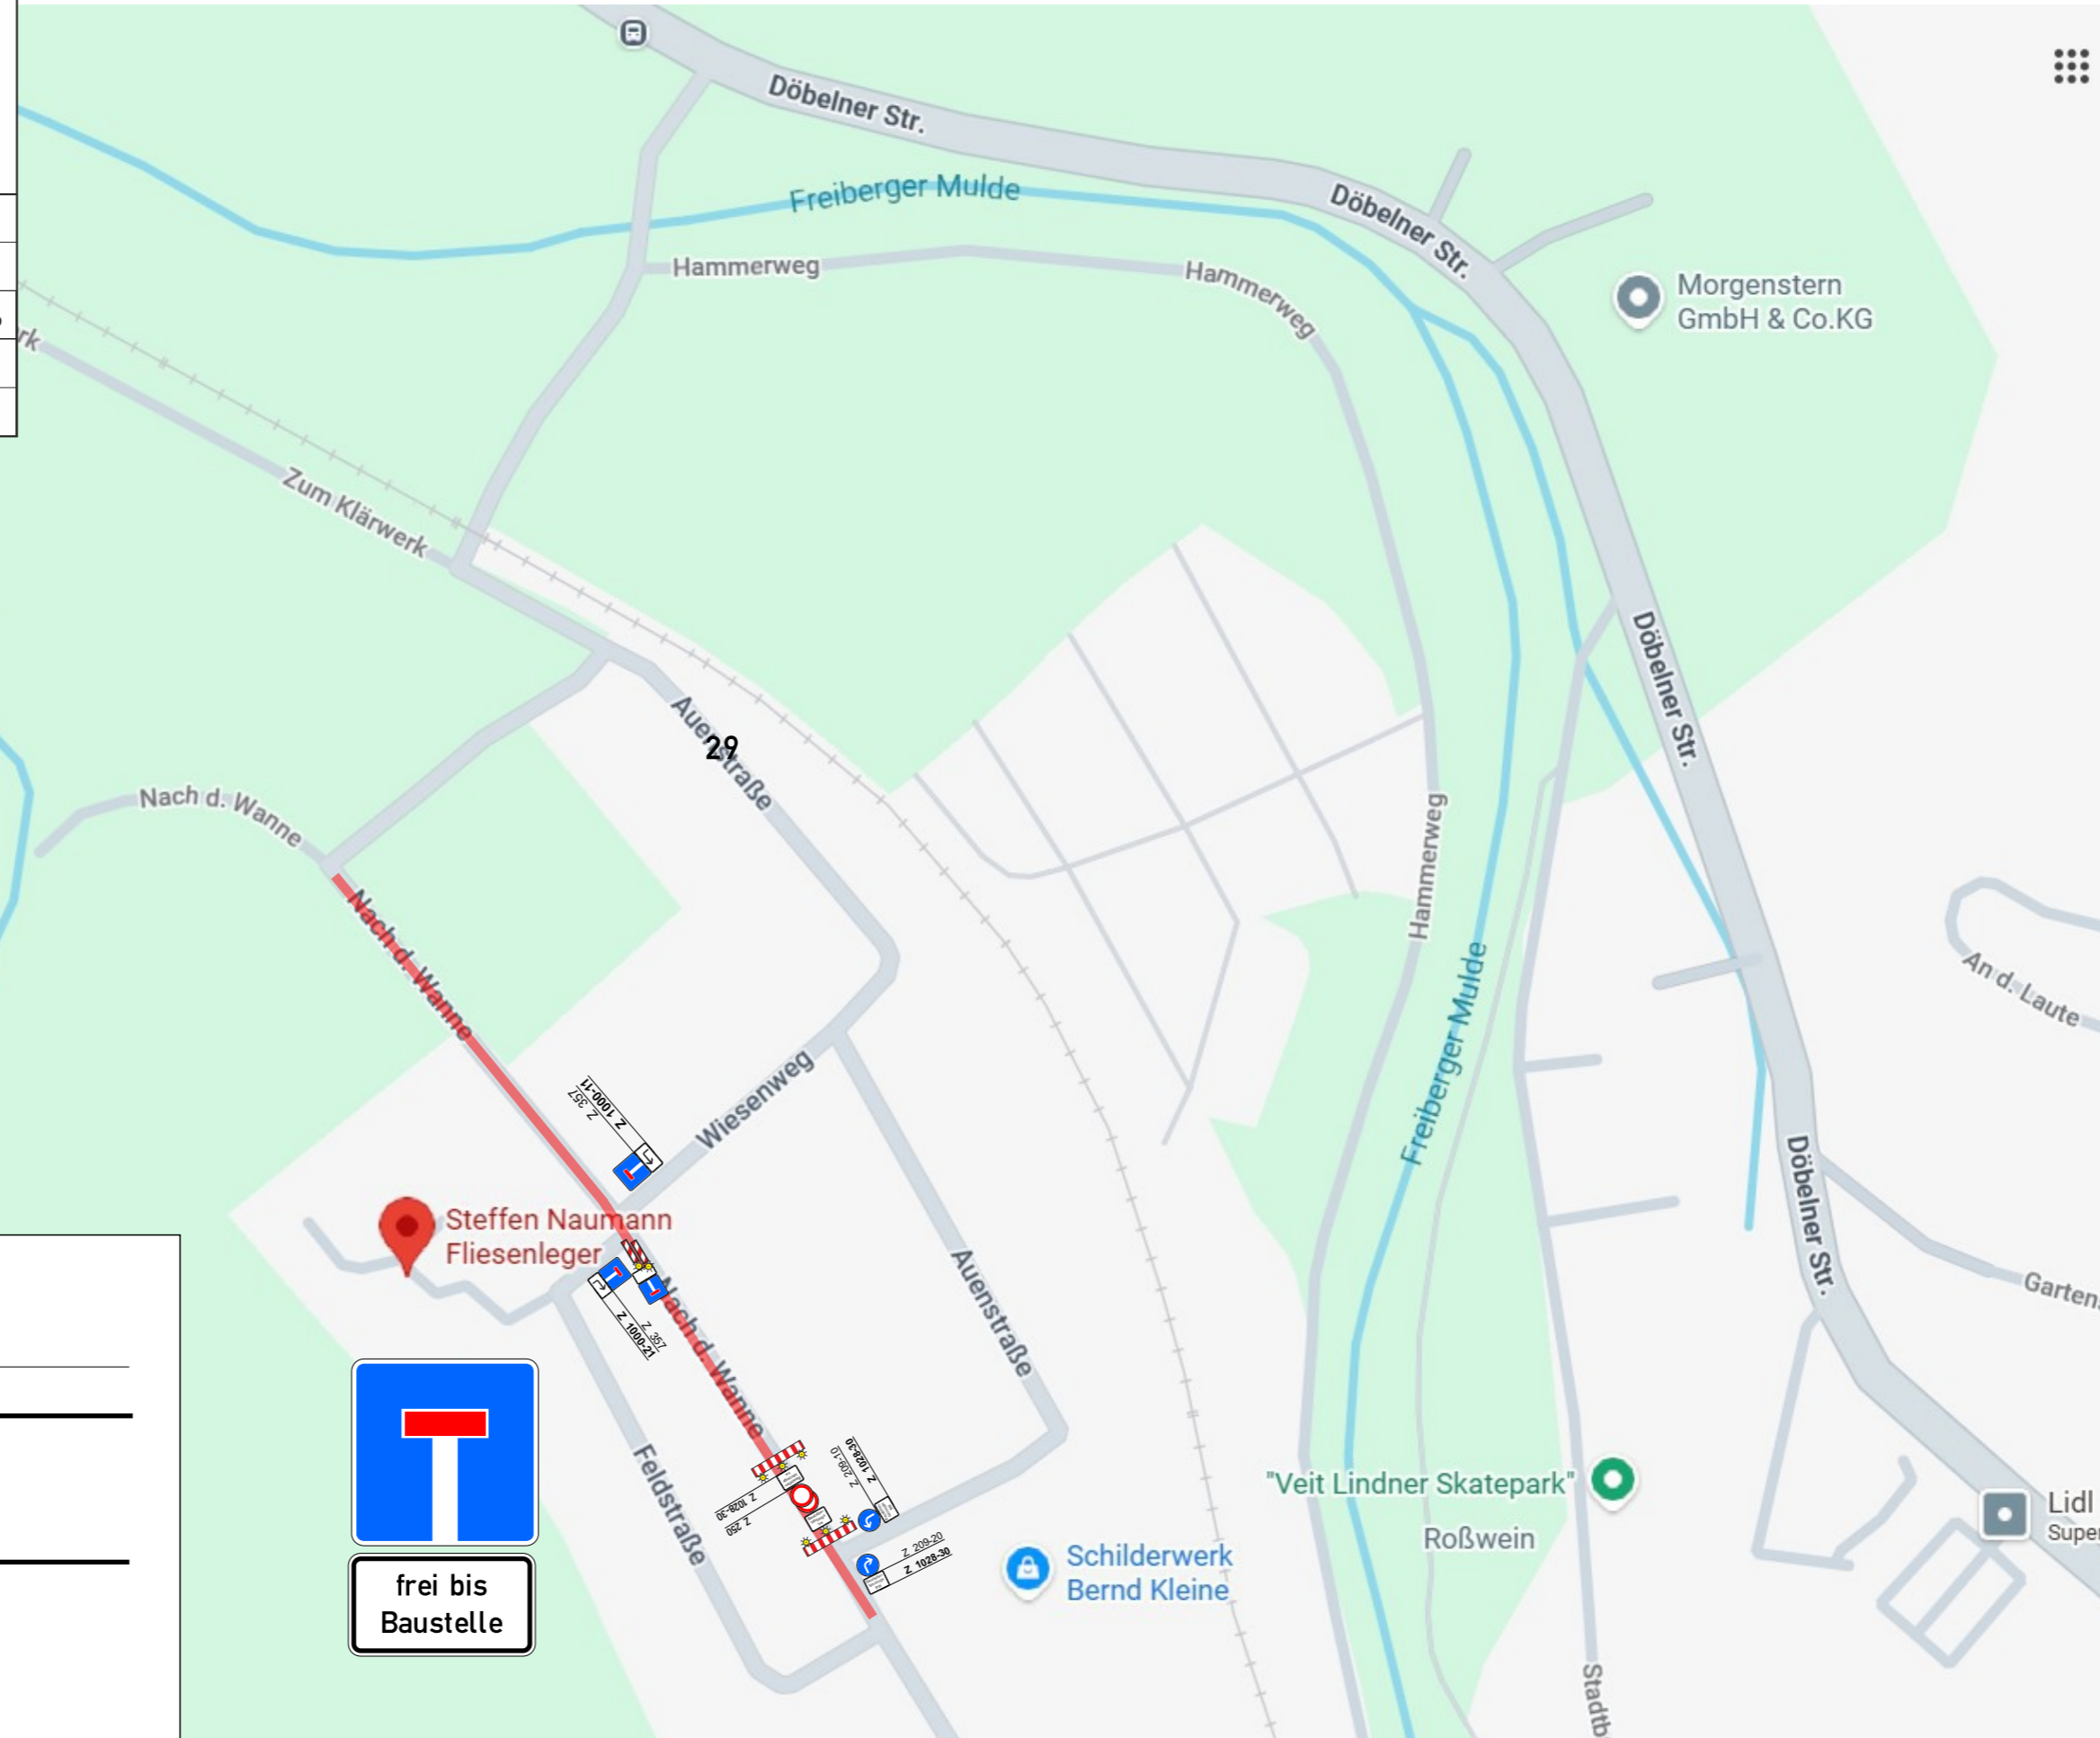 Döbelner Str.
Freiberger Mulde
Döbelner Str.
Hammerweg
Hammerweg
Morgenstern
GmbH & Co.KG
rk
Zum Klärwerk
Döbelner Str.
Auenstraße
29
Nach d. Wanne
Hammerweg
Nach d. Wanne
Freiberger Mulde
An d. Laute
Wiesenweg
Z 1000-11
Z 357
Döbelner Str.
Steffen Naumann
Fliesenleger
Auenstraße
Garten
Z 357
Z 1000-21
Nach d. Wanne
Feldstraße
Z 1028-30
Z 209-10
Z 1028-30
Z 250
"Veit Lindner Skatepark"
Lidl
Super
Roßwein
Z 209-20
Z 1028-30
Schilderwerk
Bernd Kleine
frei bis
Baustelle
Stadtb